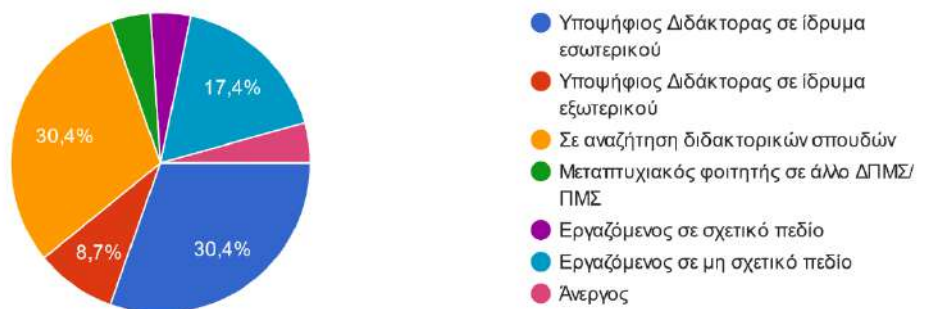 17,4%
30,4%
8,7%
30,4%
Υποψήφιος Διδάκτορας σε ίδρυμα
εσωτερικού
Υποψήφιος Διδάκτορας σε ίδρυμα
εξωτερικού
Σε αναζήτηση διδακτορικών σπουδών
Μεταπτυχιακός φοιτητής σε άλλο ΔΠΜΣ/
ΠΜΣ
Εργαζόμενος σε σχετικό πεδίο
Εργαζόμενος σε μη σχετικό πεδίο
Άνεργος